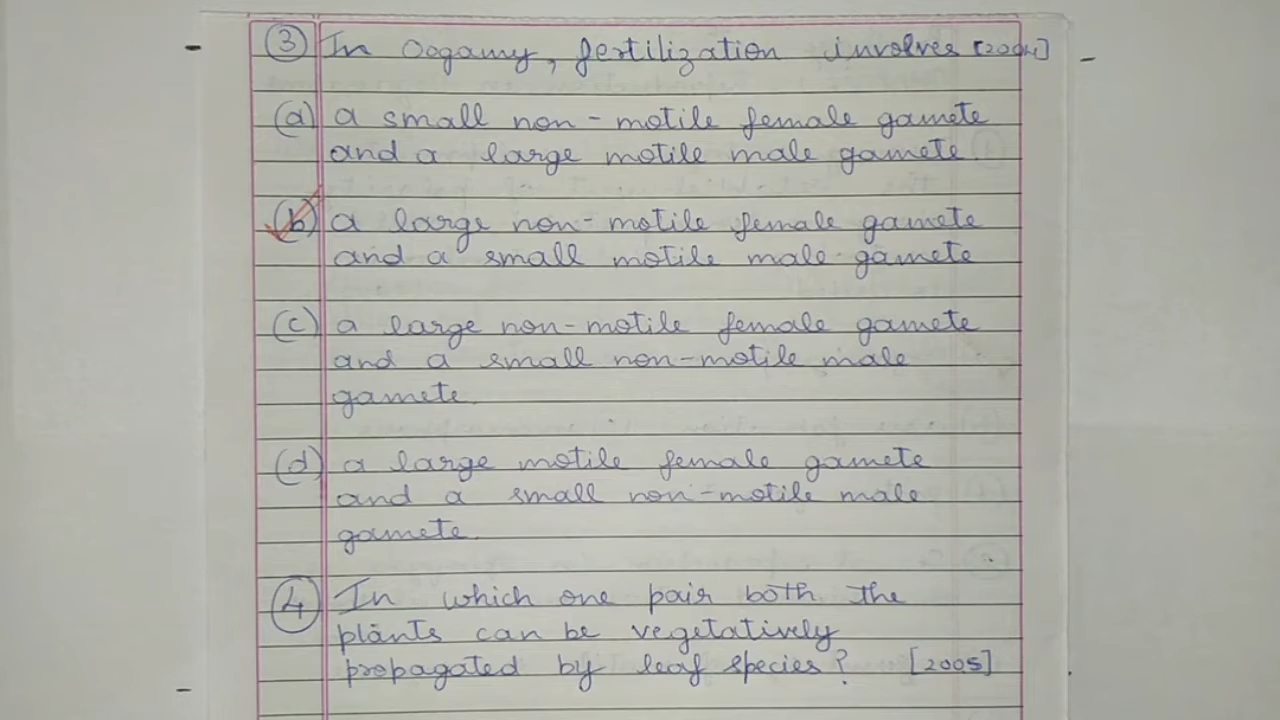 ③ In Oogamy, fertilization involves [2004]
(a) a small non-motile female gamete
and a large motile male gamete
(b) a large non-motile female gamete
and a small motile male gamete
(c) a large non-motile female gamete
and a small non-motile male
gamete.
(d) a large motile female gamete
and a small non-motile male
gamete.
④ In which one pair both the
plants can be vegetatively
propagated by leaf species? [2005]